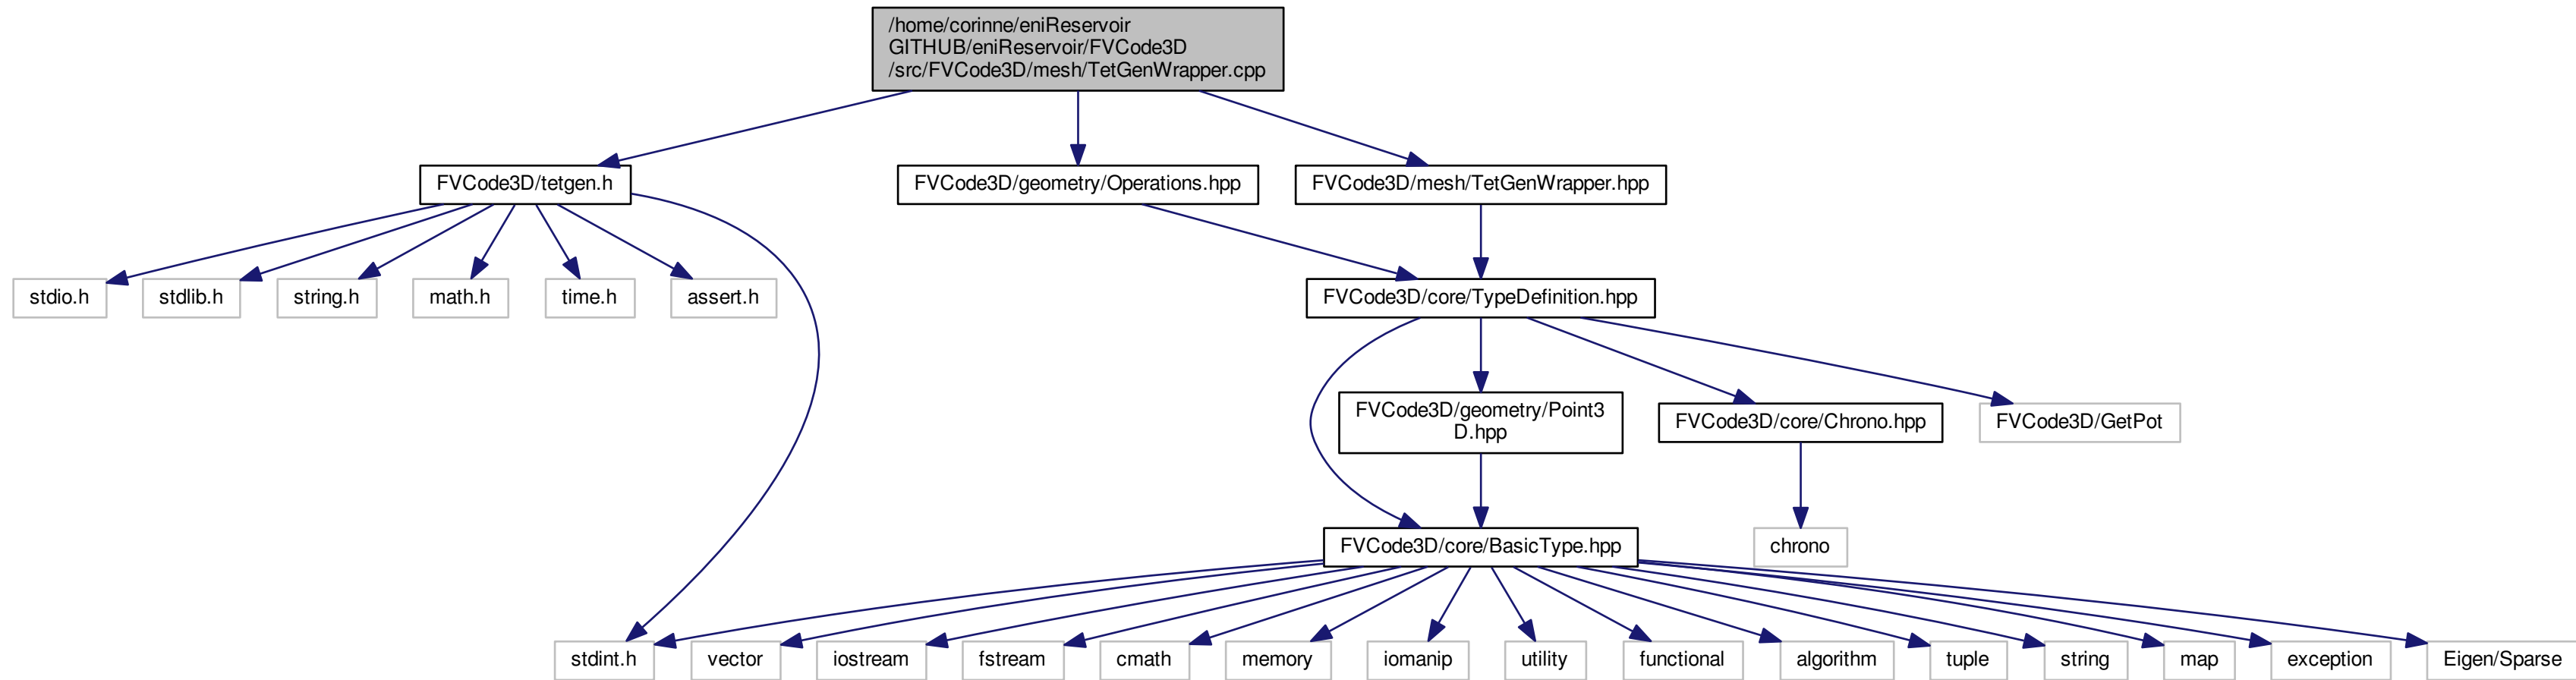 /home/corinne/eniReservoir
GITHUB/eniReservoir/FVCode3D
/src/FVCode3D/mesh/TetGenWrapper.cpp
FVCode3D/tetgen.h
FVCode3D/geometry/Operations.hpp
FVCode3D/mesh/TetGenWrapper.hpp
stdio.h
stdlib.h
string.h
math.h
time.h
assert.h
FVCode3D/core/TypeDefinition.hpp
FVCode3D/geometry/Point3
D.hpp
FVCode3D/core/Chrono.hpp
FVCode3D/GetPot
FVCode3D/core/BasicType.hpp
chrono
stdint.h
vector
iostream
fstream
cmath
memory
iomanip
utility
functional
algorithm
tuple
string
map
exception
Eigen/Sparse